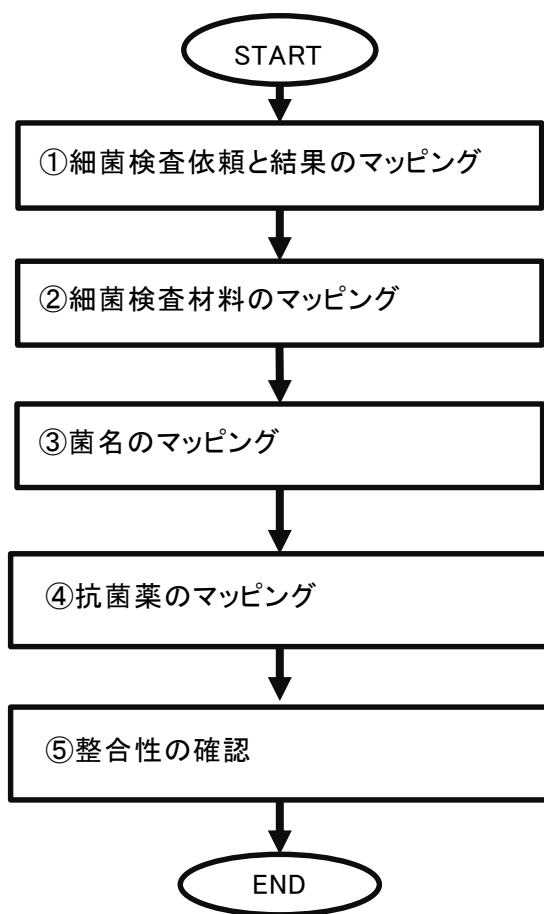 START
①細菌検査依頼と結果のマッピング
②細菌検査材料のマッピング
③菌名のマッピング
④抗菌薬のマッピング
⑤整合性の確認
END